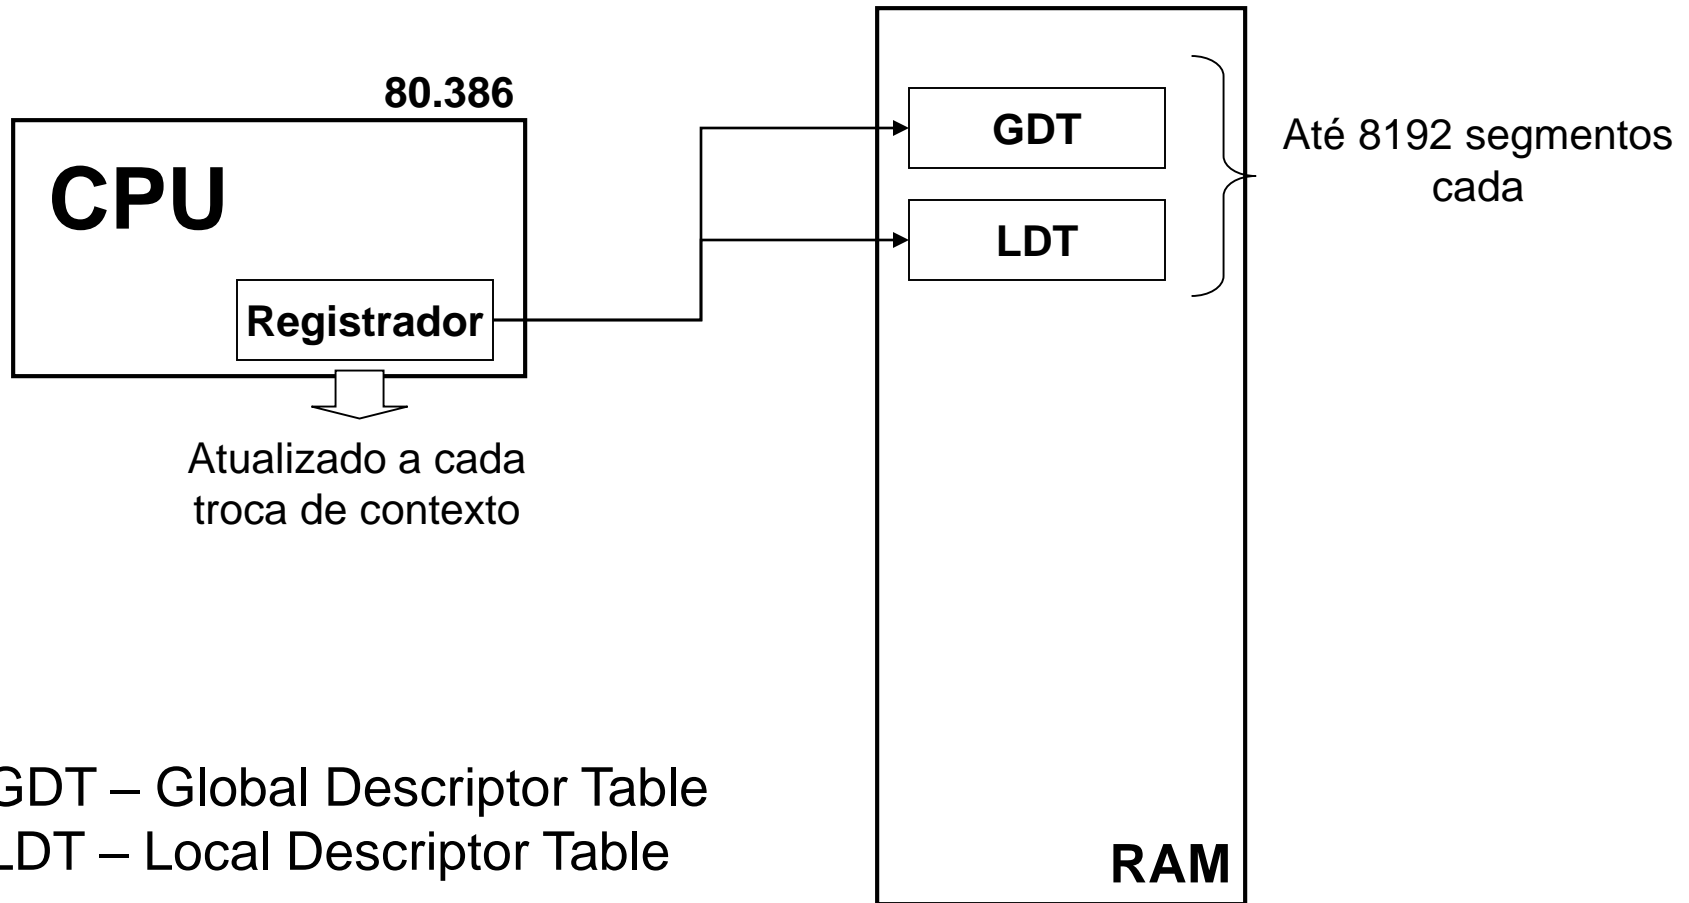 80.386
CPU
Registrador
Atualizado a cada
troca de contexto
GDT
LDT
Até 8192 segmentos
cada
GDT – Global Descriptor Table
LDT – Local Descriptor Table
RAM